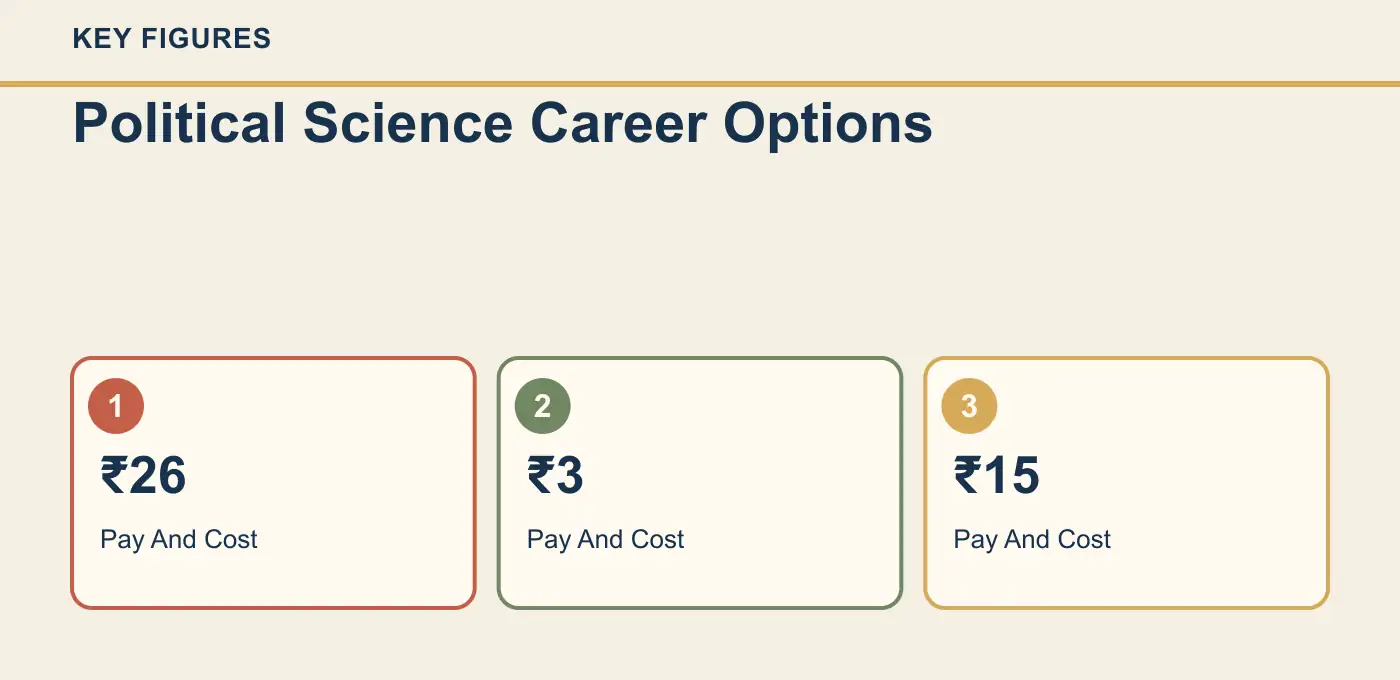 KEY FIGURES
Political Science Career Options
1
₹26
Pay And Cost
2
₹3
Pay And Cost
3
₹15
Pay And Cost